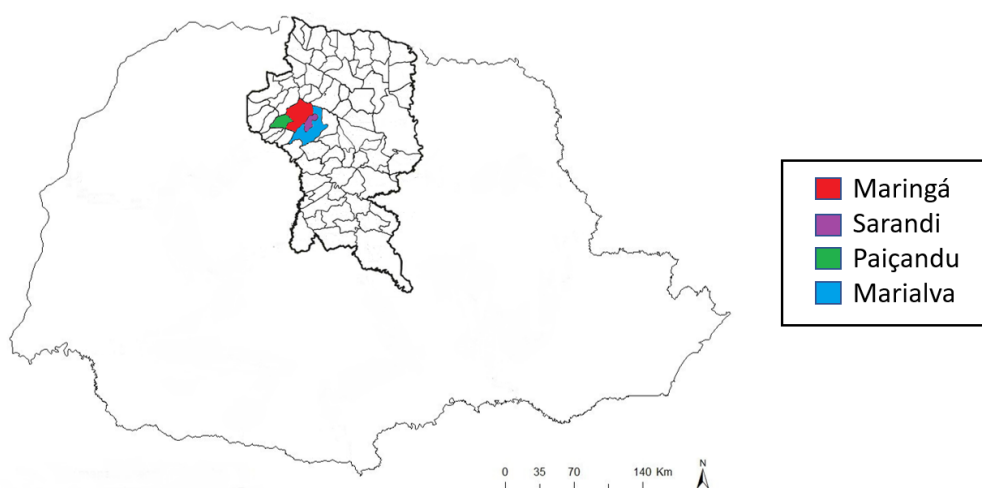 Maringá
Sarandi
Paiçandu
Marialva
0 35 70 140 Km
N